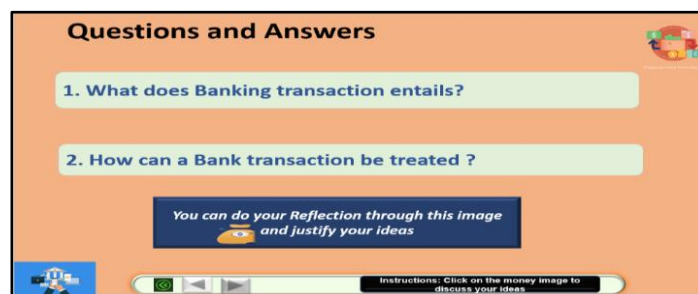 Questions and Answers
1. What does Banking transaction entails?
2. How can a Bank transaction be treated ?
You can do your Reflection through this image
and justify your ideas
Instructions: Click on the money image to
discuss your ideas